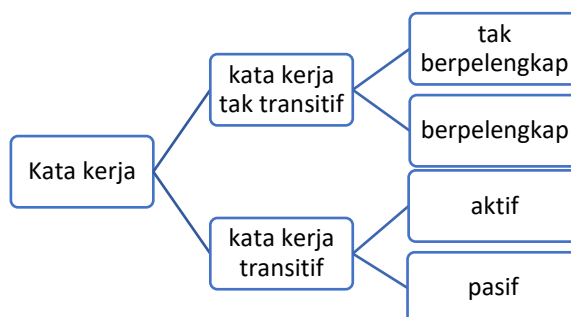 Kata kerja
kata kerja
tak transitif
tak
berpelengkap
berpelengkap
kata kerja
transitif
aktif
pasif